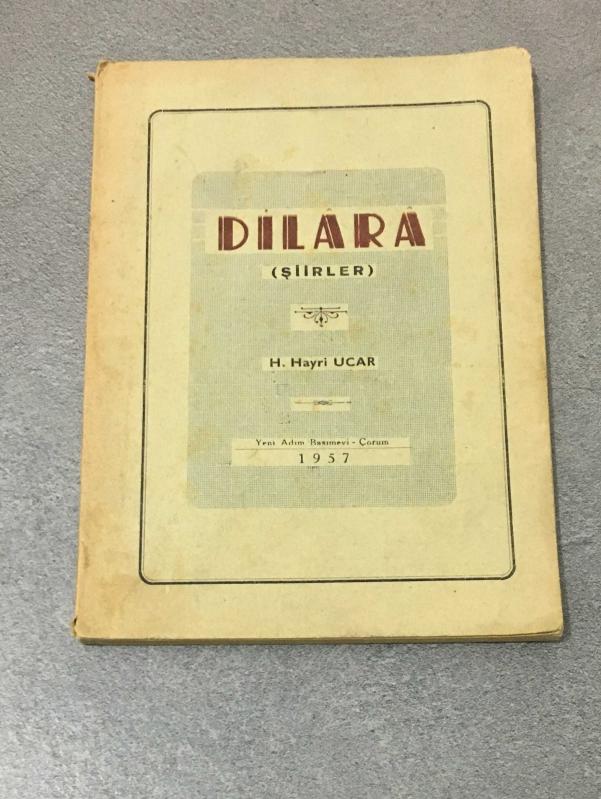 DİLÂRÂ
(ŞİİRLER)
H. Hayri UCAR
Yeni Adım Basımevi - Çorum
1957